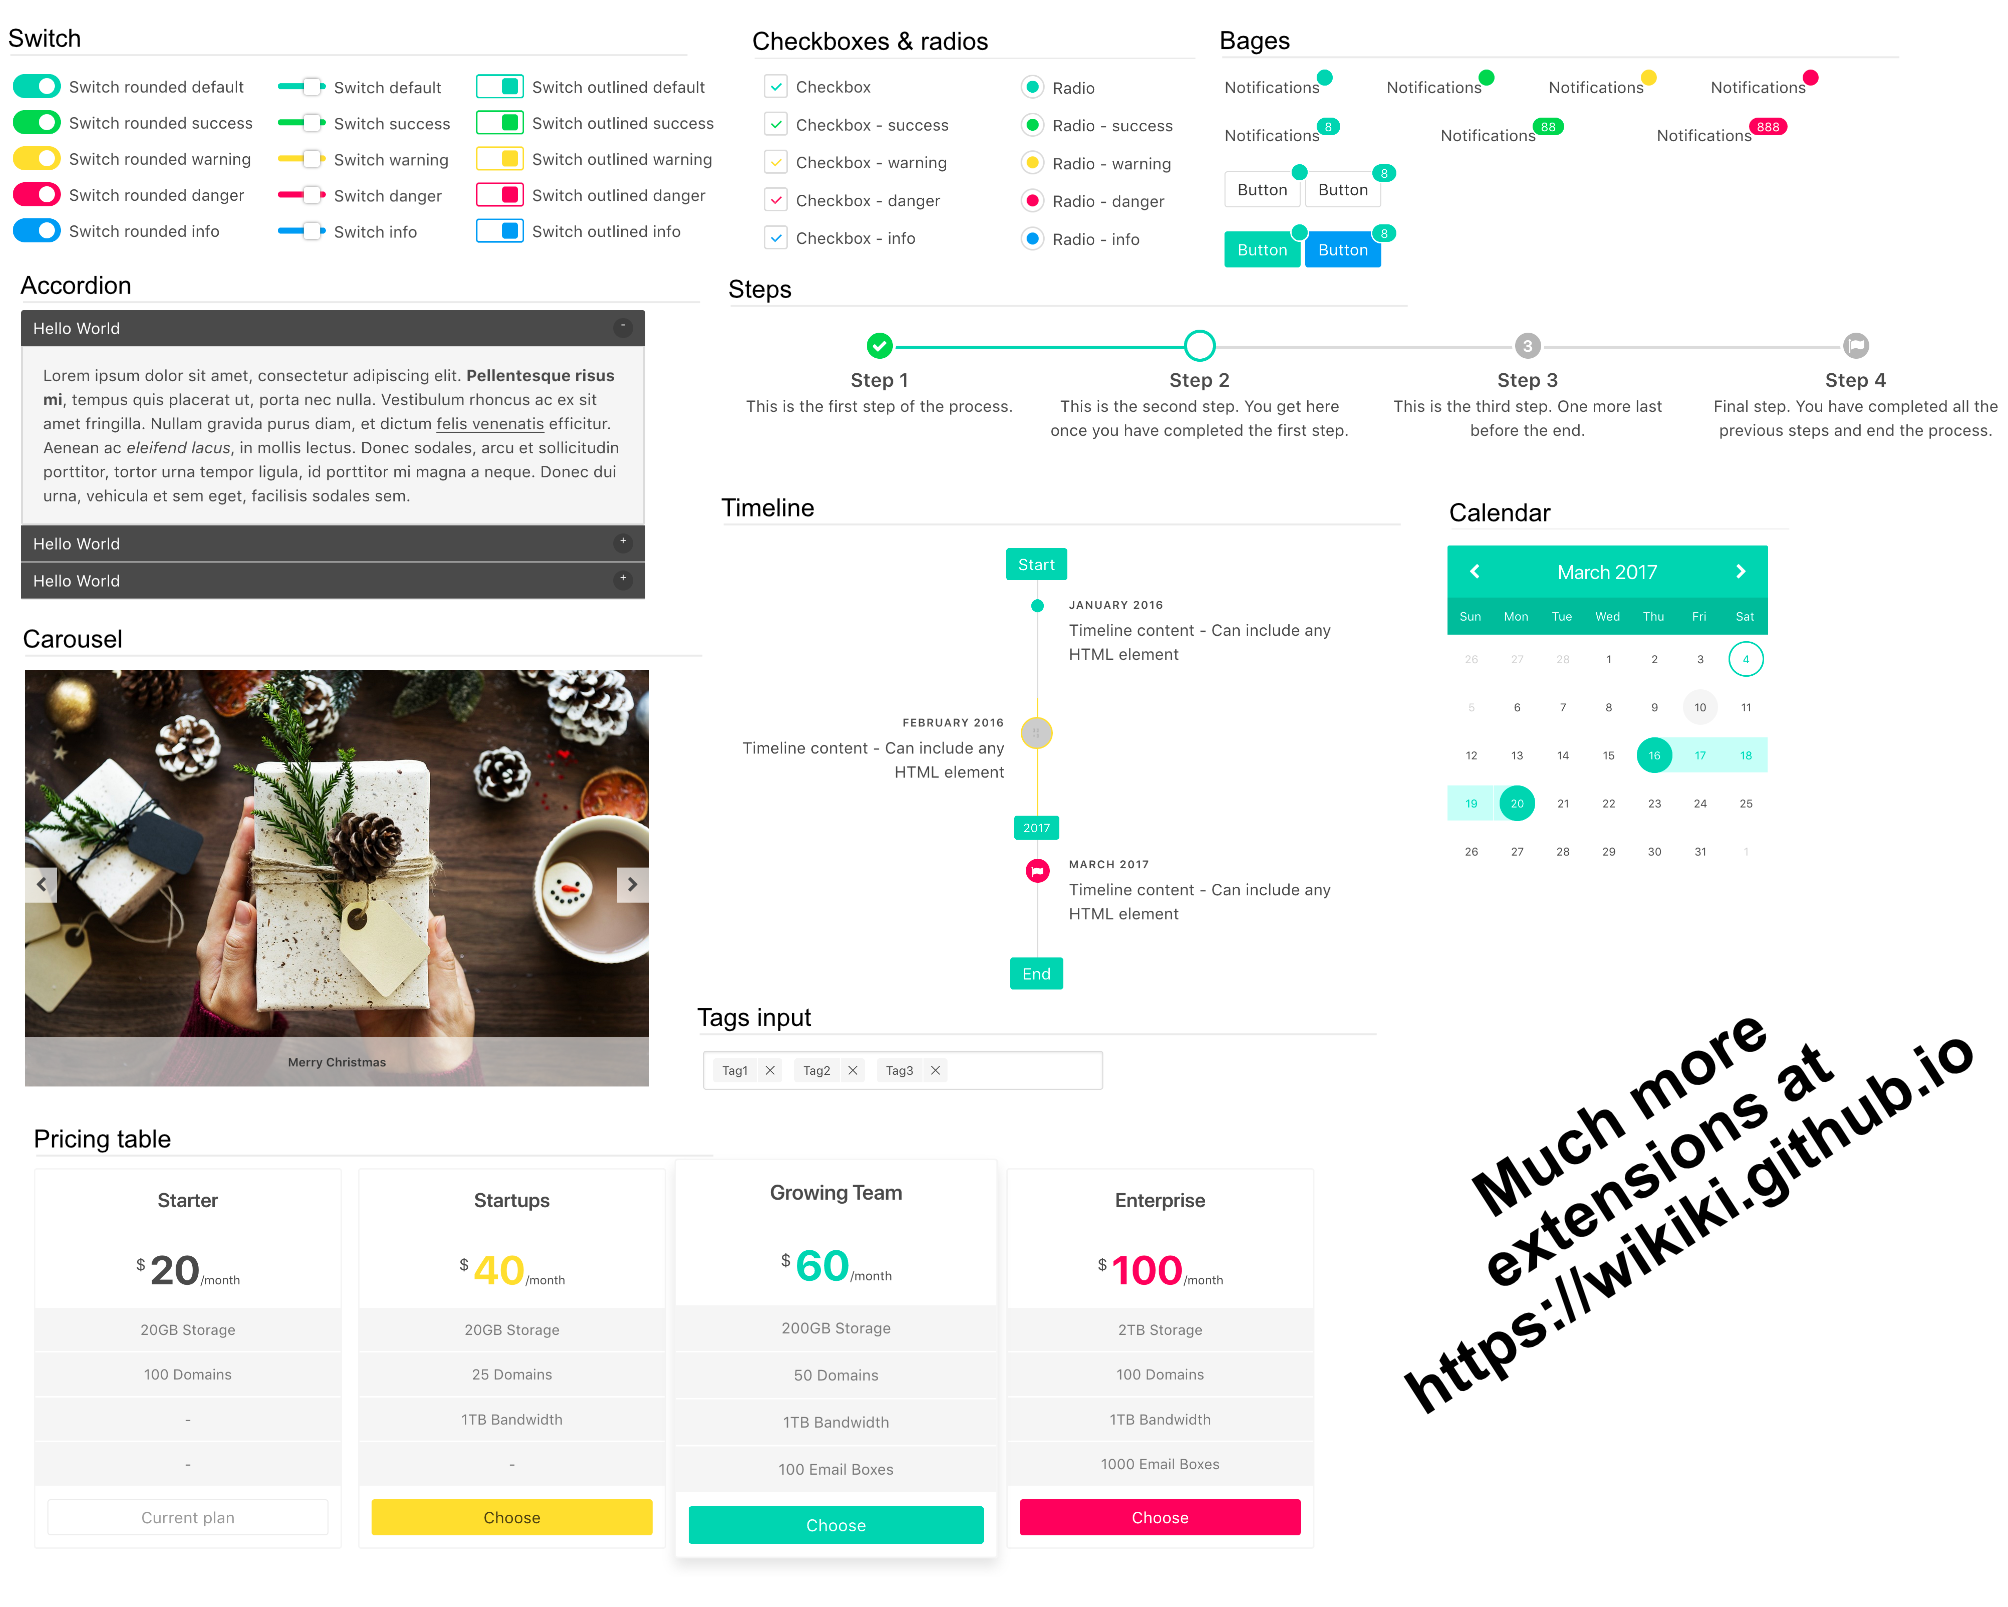 Switch
Switch rounded default
Switch default
Switch outlined default
Switch rounded success
Switch success
Switch outlined success
Switch rounded warning
Switch warning
Switch outlined warning
Switch rounded danger
Switch danger
Switch outlined danger
Switch rounded info
Switch info
Switch outlined info
Checkboxes & radios
Checkbox
Radio
Checkbox - success
Radio - success
Checkbox - warning
Radio - warning
Checkbox - danger
Radio - danger
Checkbox - info
Radio - info
Bages
Notifications
Notifications
Notifications
Notifications
Notifications 8
Notifications 88
Notifications 888
Button
Button 8
Button
Button 8
Accordion
Hello World -
Lorem ipsum dolor sit amet, consectetur adipiscing elit. Pellentesque risus
mi, tempus quis placerat ut, porta nec nulla. Vestibulum rhoncus ac ex sit
amet fringilla. Nullam gravida purus diam, et dictum felis venenatis efficitur.
Aenean ac eleifend lacus, in mollis lectus. Donec sodales, arcu et sollicitudin
porttitor, tortor urna tempor ligula, id porttitor mi magna a neque. Donec dui
urna, vehicula et sem eget, facilisis sodales sem.
Hello World +
Hello World +
Steps
3
Step 1
This is the first step of the process.
Step 2
This is the second step. You get here
once you have completed the first step.
Step 3
This is the third step. One more last
before the end.
Step 4
Final step. You have completed all the
previous steps and end the process.
Timeline
Start
JANUARY 2016
Timeline content - Can include any
HTML element
FEBRUARY 2016
Timeline content - Can include any
HTML element
2017
MARCH 2017
Timeline content - Can include any
HTML element
End
Calendar
March 2017
Sun Mon Tue Wed Thu Fri Sat
26 27 28 1 2 3 4
5 6 7 8 9 10 11
12 13 14 15 16 17 18
19 20 21 22 23 24 25
26 27 28 29 30 31 1
Carousel
Merry Christmas
Tags input
Tag1
Tag2
Tag3
Much more
extensions at
https://wikiki.github.io
Pricing table
Starter
$ 20 /month
20GB Storage
100 Domains
-
-
Current plan
Startups
$ 40 /month
20GB Storage
25 Domains
1TB Bandwidth
-
Choose
Growing Team
$ 60 /month
200GB Storage
50 Domains
1TB Bandwidth
100 Email Boxes
Choose
Enterprise
$ 100 /month
2TB Storage
100 Domains
1TB Bandwidth
1000 Email Boxes
Choose